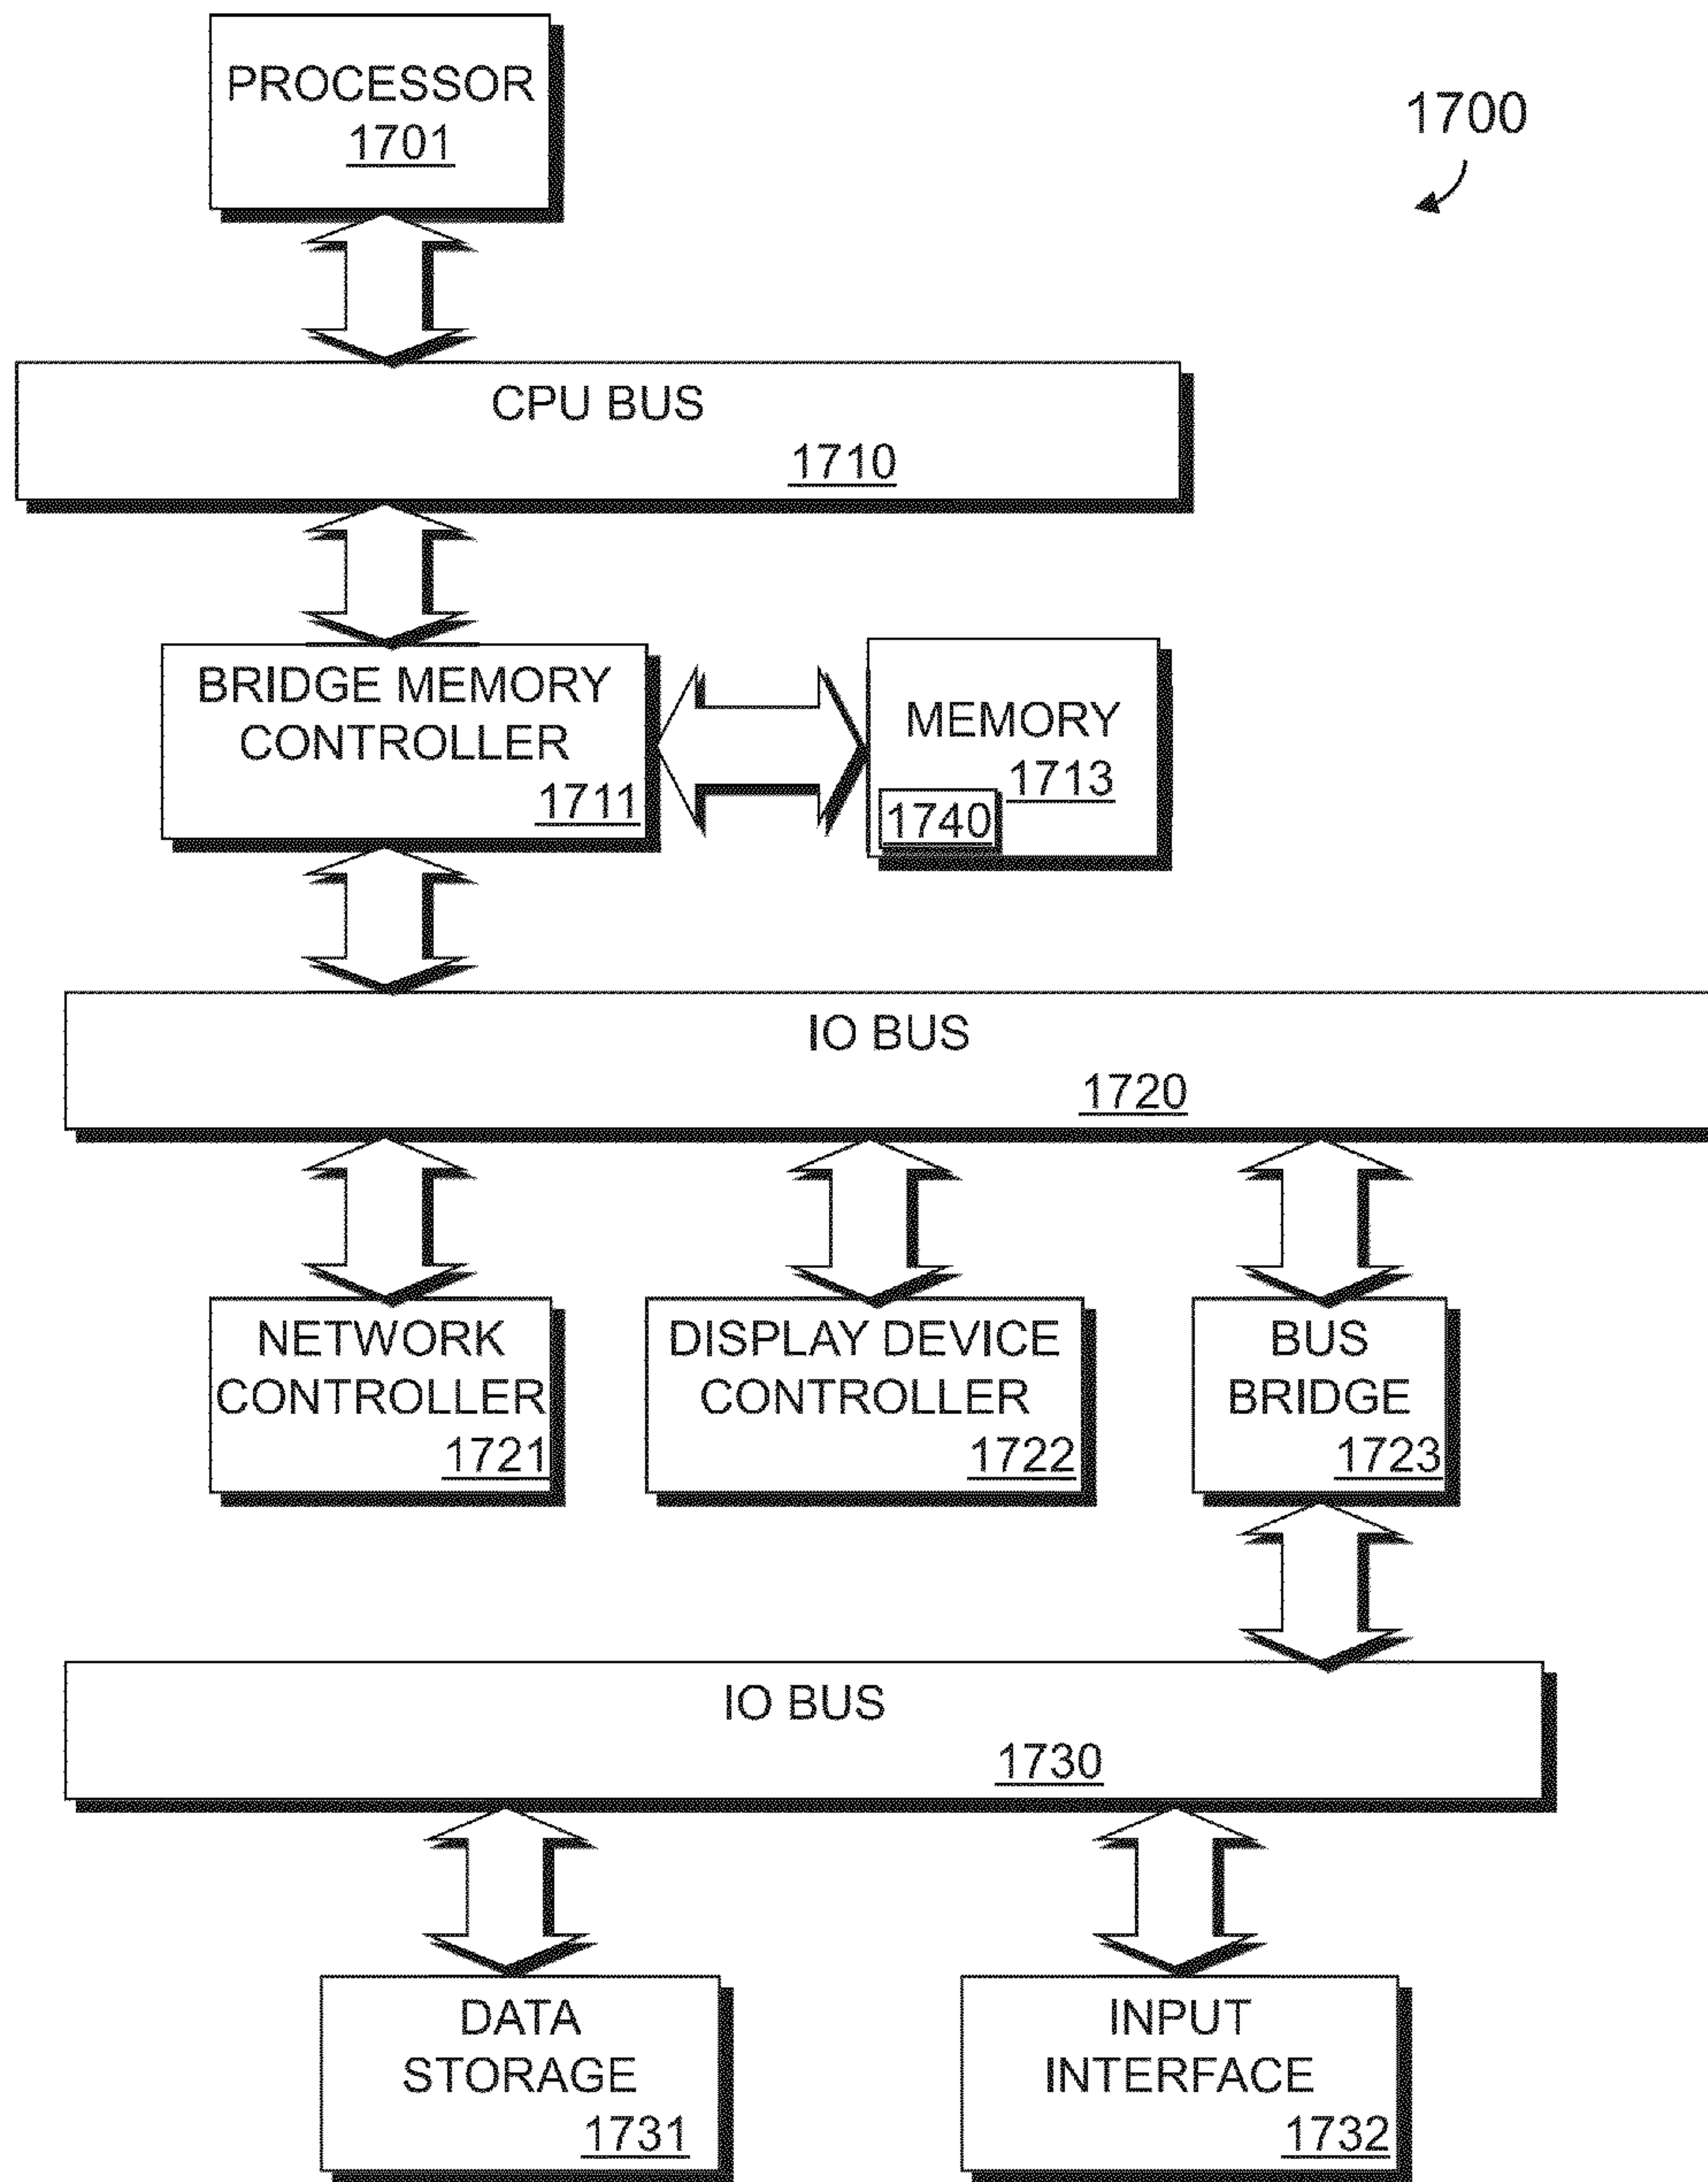 PROCESSOR
1701
1700
CPU BUS
1710
BRIDGE MEMORY
CONTROLLER
1711
MEMORY
1713
1740
IO BUS
1720
NETWORK
CONTROLLER
1721
DISPLAY DEVICE
CONTROLLER
1722
BUS
BRIDGE
1723
IO BUS
1730
DATA
STORAGE
1731
INPUT
INTERFACE
1732